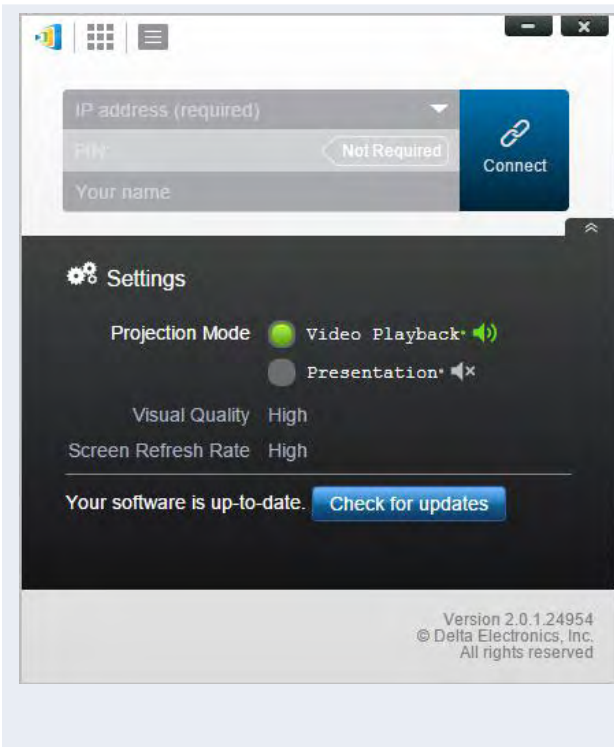 IP address (required)
PIN Not Required
Your name
Connect
Settings
Projection Mode Video Playback
Presentation
Visual Quality High
Screen Refresh Rate High
Your software is up-to-date. Check for updates
Version 2.0.1.24954
© Delta Electronics, Inc.
All rights reserved